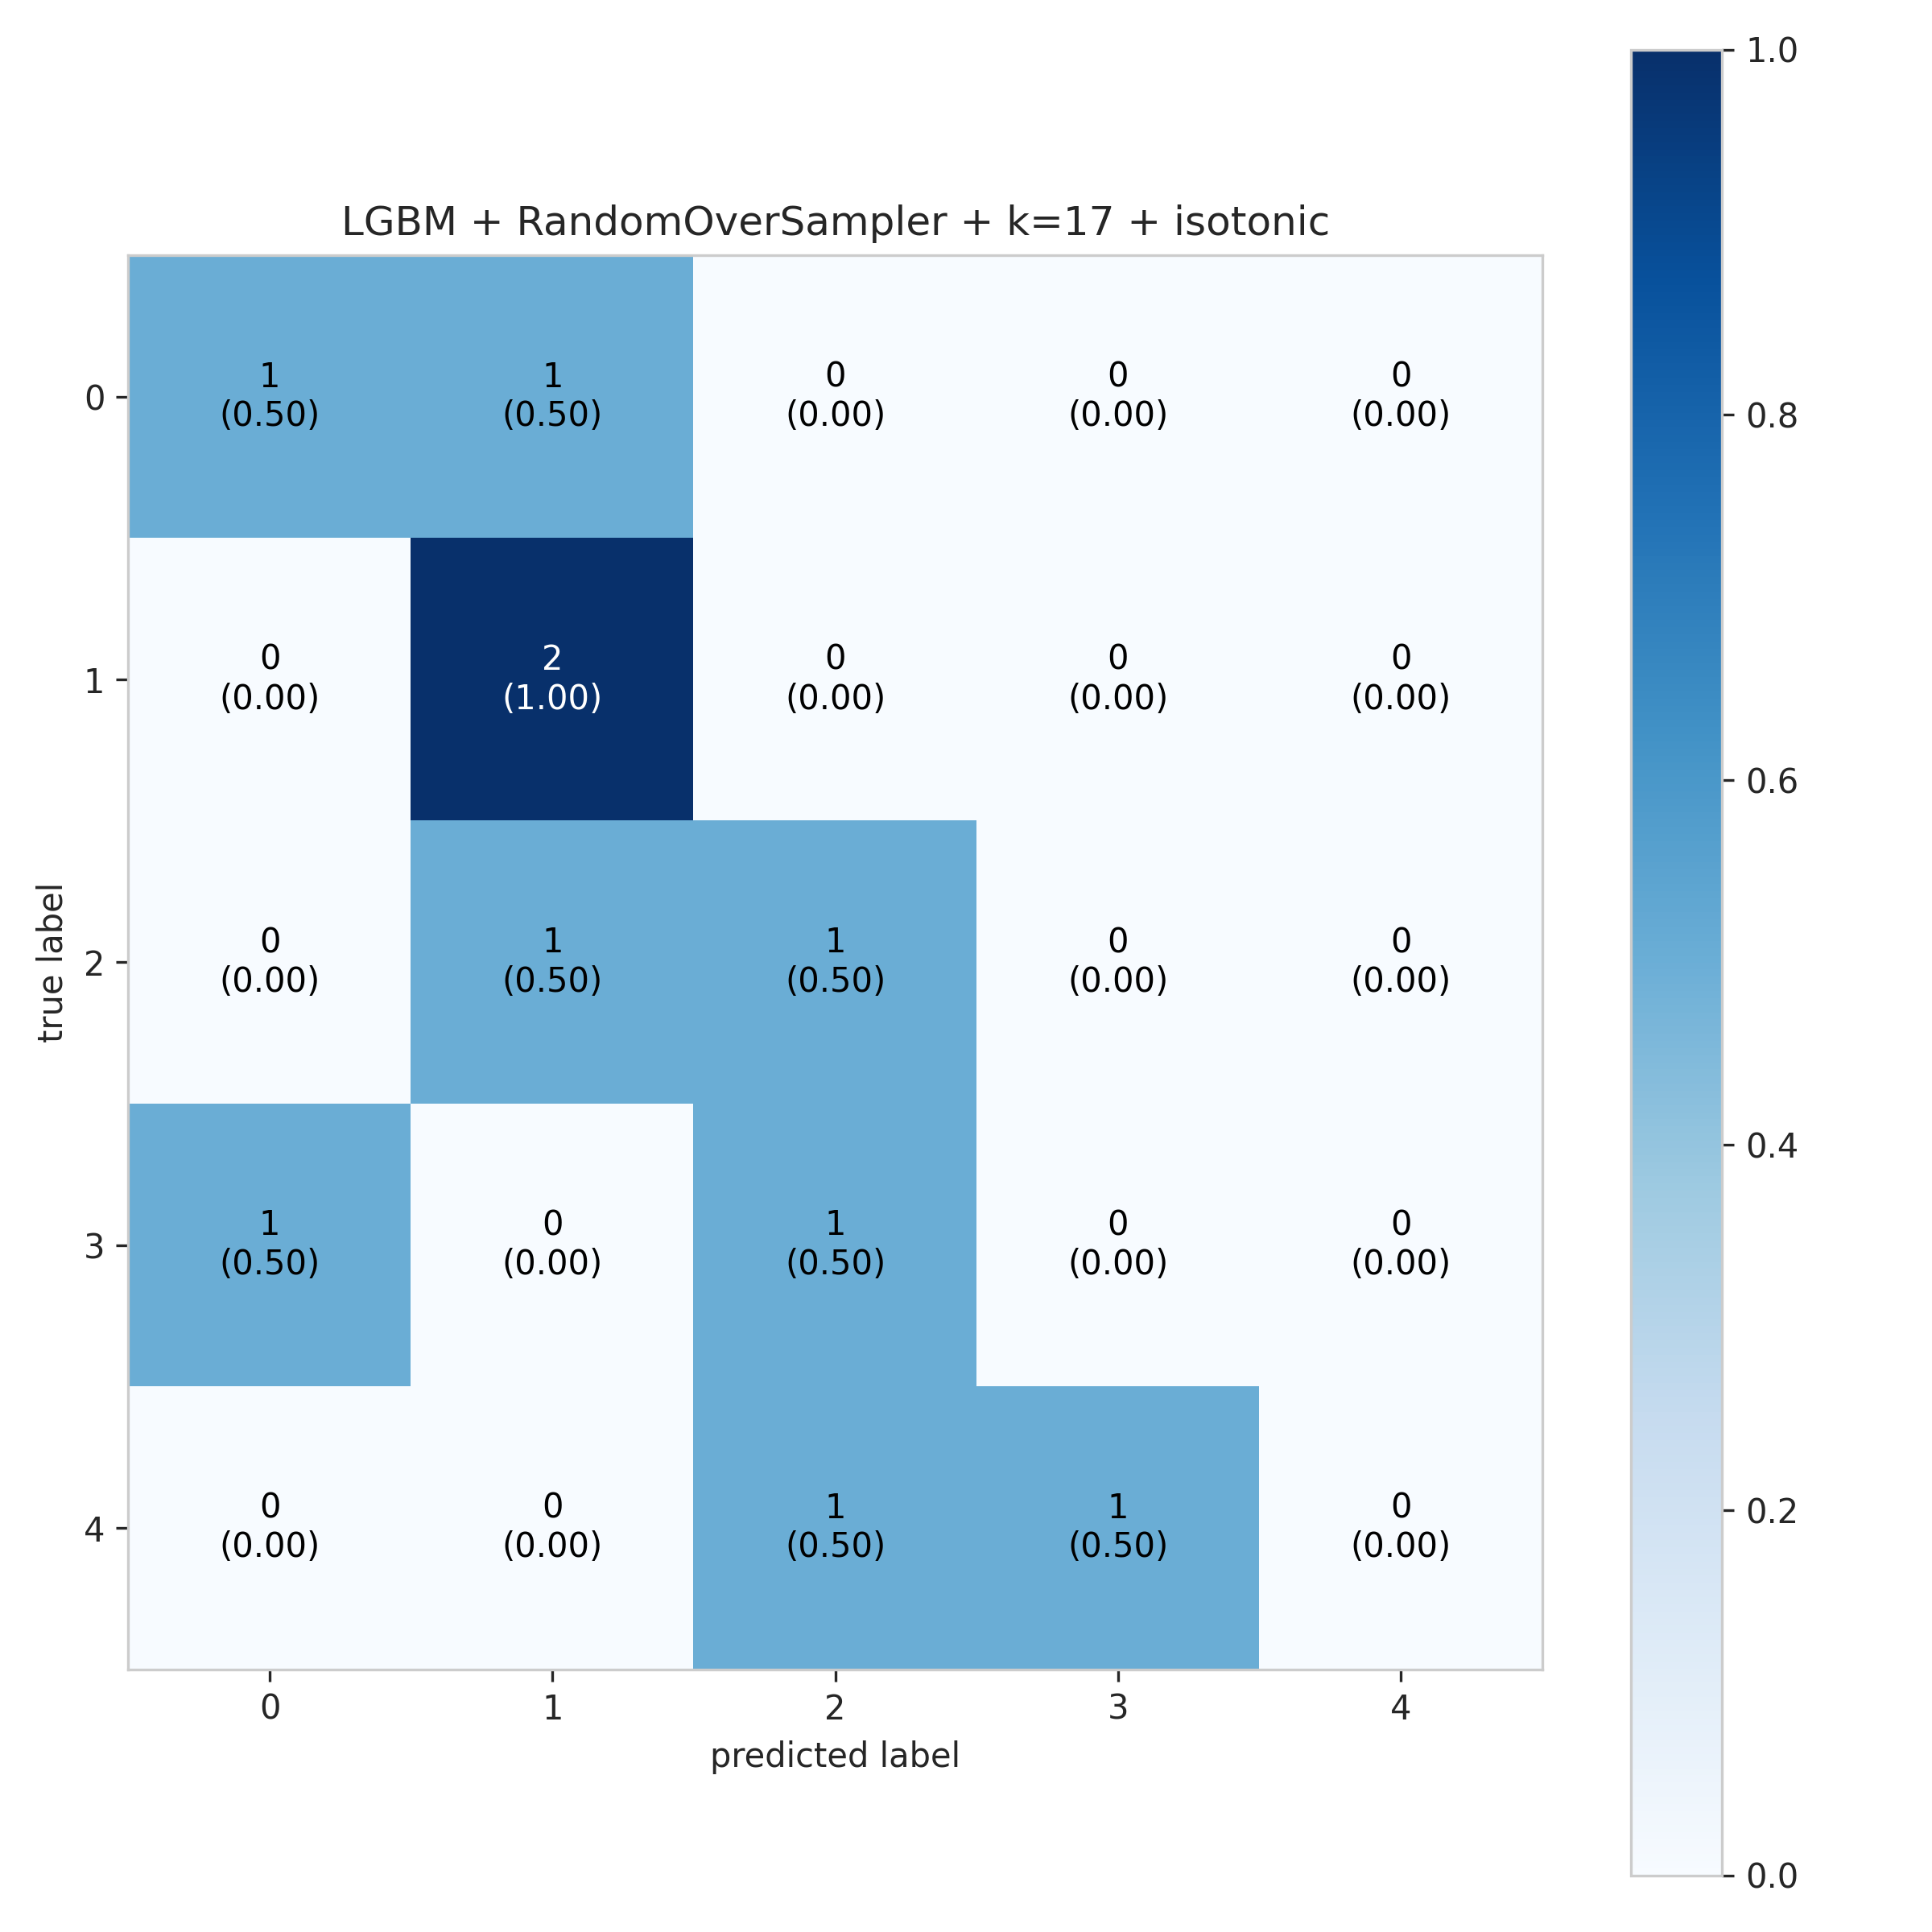 LGBM + RandomOverSampler + k=17 + isotonic
1.0
0.8
0.6
0.4
0.2
0.0
true label
0
1 1 0 0 0
(0.50) (0.50) (0.00) (0.00) (0.00)
1
0 2 0 0 0
(0.00) (1.00) (0.00) (0.00) (0.00)
2
0 1 1 0 0
(0.00) (0.50) (0.50) (0.00) (0.00)
3
1 0 1 0 0
(0.50) (0.00) (0.50) (0.00) (0.00)
4
0 0 1 1 0
(0.00) (0.00) (0.50) (0.50) (0.00)
0 1 2 3 4
predicted label